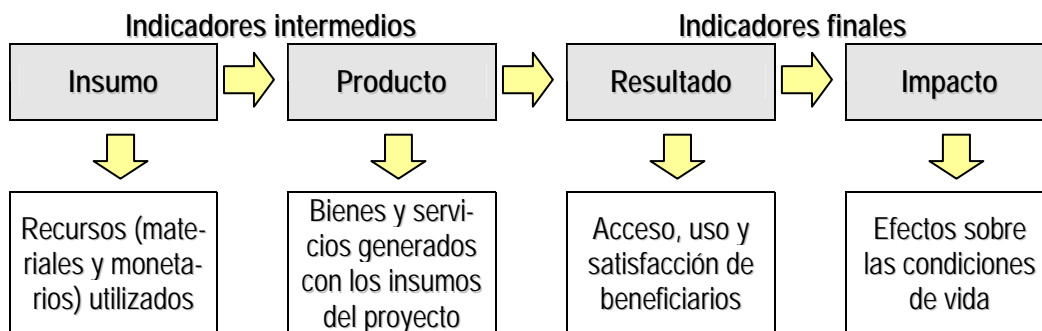 Indicadores intermedios
Indicadores finales
Insumo
Producto
Resultado
Impacto
Recursos (mate-
riales y moneta-
rios) utilizados
Bienes y servi-
cios generados
con los insumos
del proyecto
Acceso, uso y
satisfacción de
beneficiarios
Efectos sobre
las condiciones
de vida